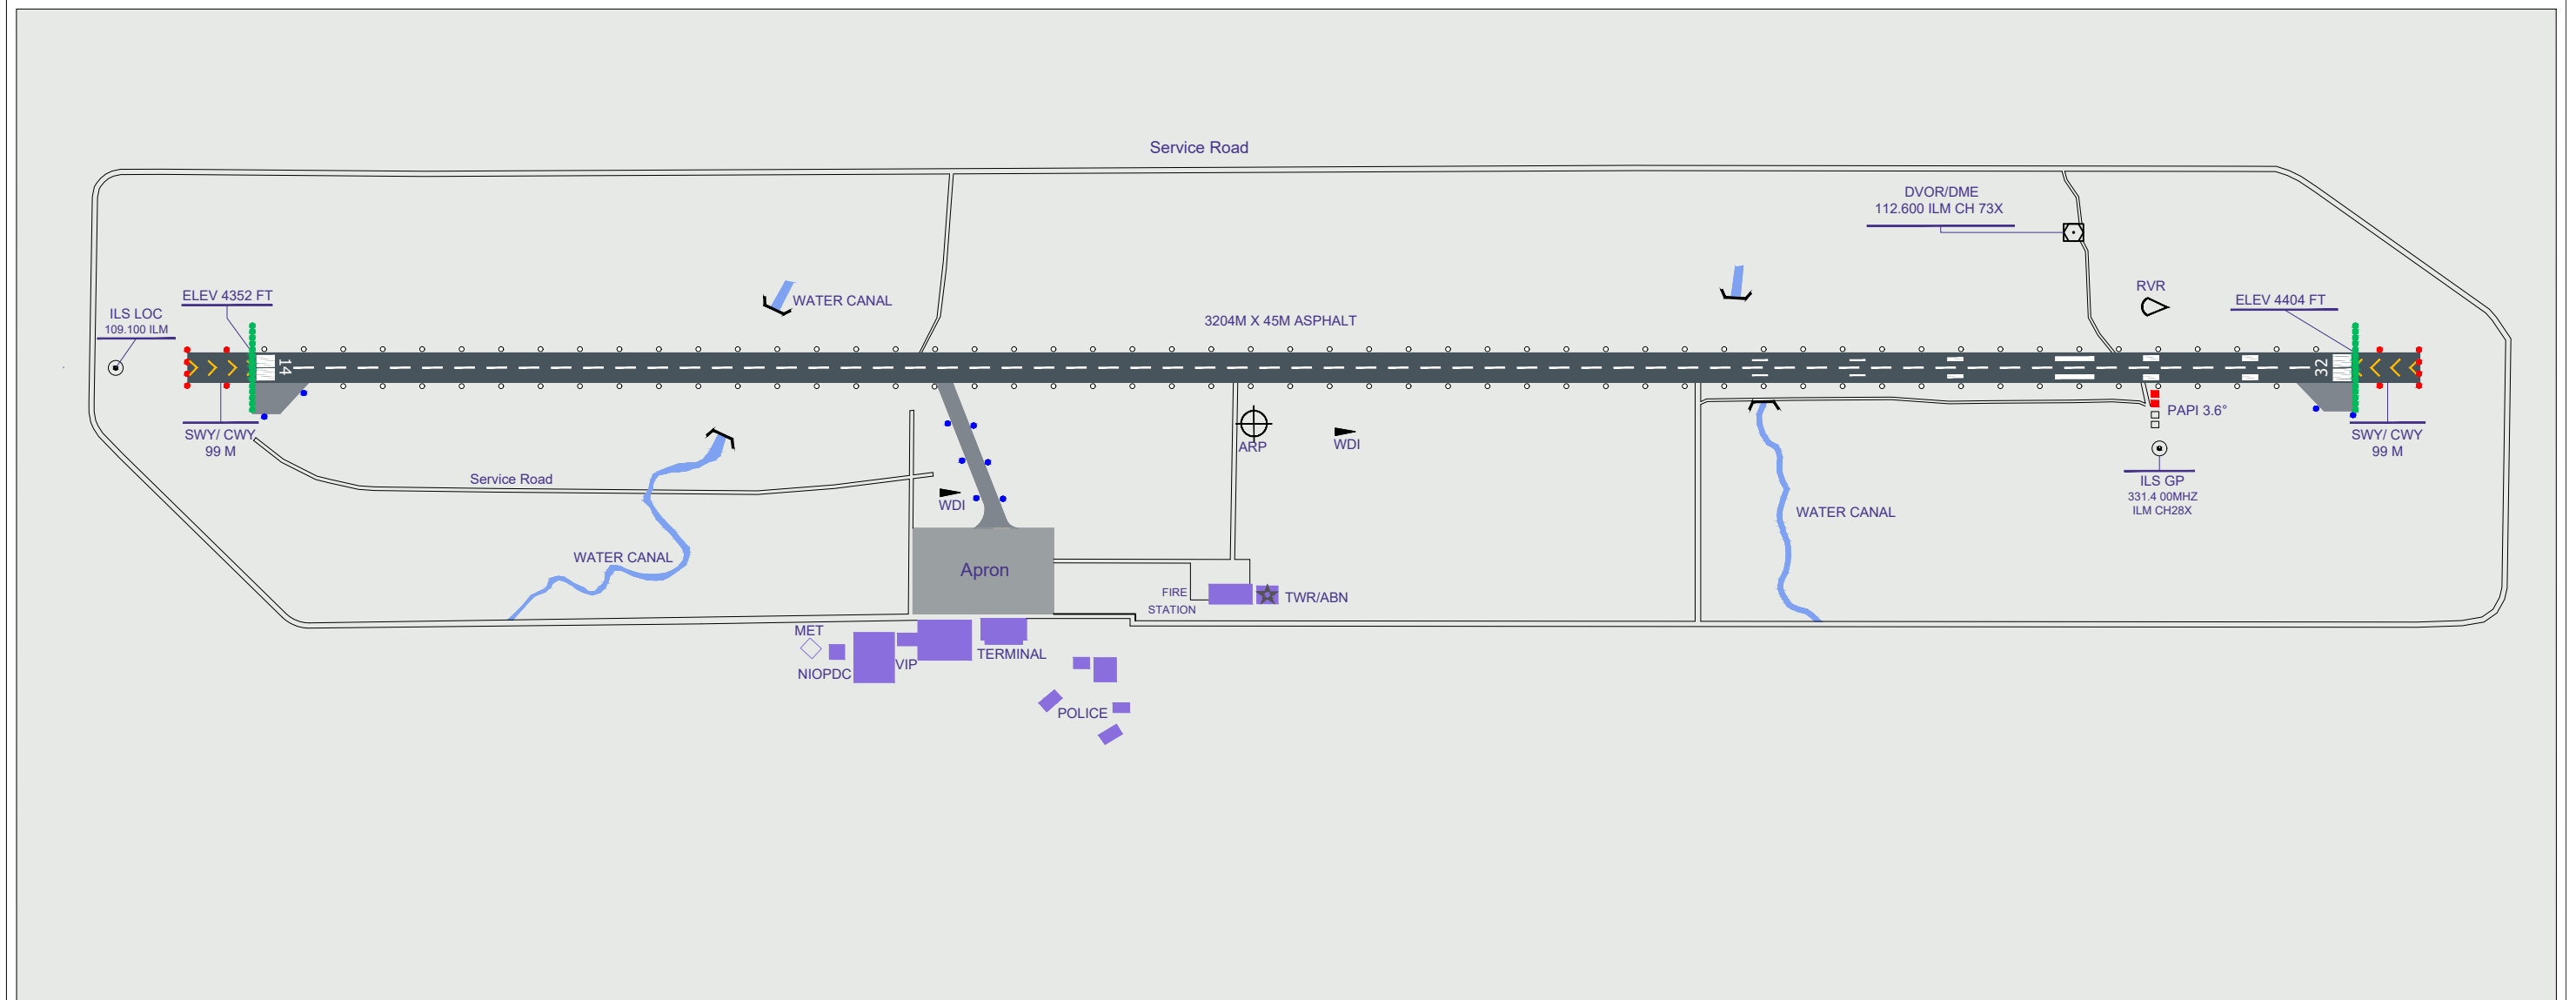 Service Road
DVOR/DME
112.600 ILM CH 73X
RVR
ELEV 4352 FT
WATER CANAL
ELEV 4404 FT
ILS LOC
109.100 ILM
3204M X 45M ASPHALT
14
32
PAPI 3.6°
SWY/ CWY
99 M
ARP
WDI
SWY/ CWY
99 M
Service Road
WDI
ILS GP
331.4 00MHZ
ILM CH28X
WATER CANAL
WATER CANAL
Apron
FIRE
STATION
TWR/ABN
MET
NIOPDC
VIP
TERMINAL
POLICE